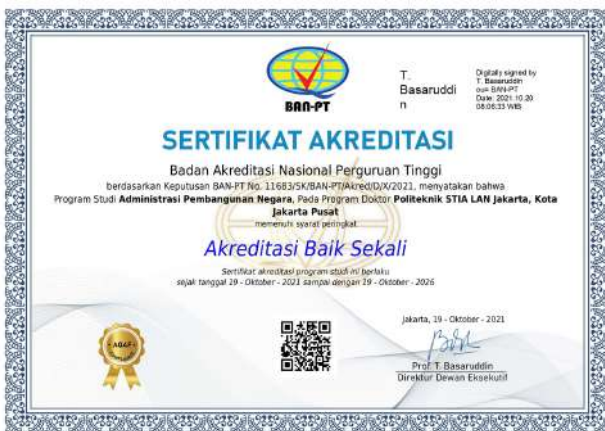 BAN-PT
T.
Basaruddi
n
Digitally signed by
T. Basaruddin
ou= BAN-PT
Date: 2021.10.20
08:06:33 WIB
SERTIFIKAT AKREDITASI
Badan Akreditasi Nasional Perguruan Tinggi
berdasarkan Keputusan BAN-PT No. 11683/SK/BAN-PT/Akred/D/X/2021, menyatakan bahwa
Program Studi Administrasi Pembangunan Negara, Pada Program Doktor Politeknik STIA LAN Jakarta, Kota
Jakarta Pusat
memenuhi syarat peringkat
Akreditasi Baik Sekali
Sertifikat akreditasi program studi ini berlaku
sejak tanggal 19 - Oktober - 2021 sampai dengan 19 - Oktober - 2026
Jakarta, 19 - Oktober - 2021
Prof. T. Basaruddin
Direktur Dewan Eksekutif